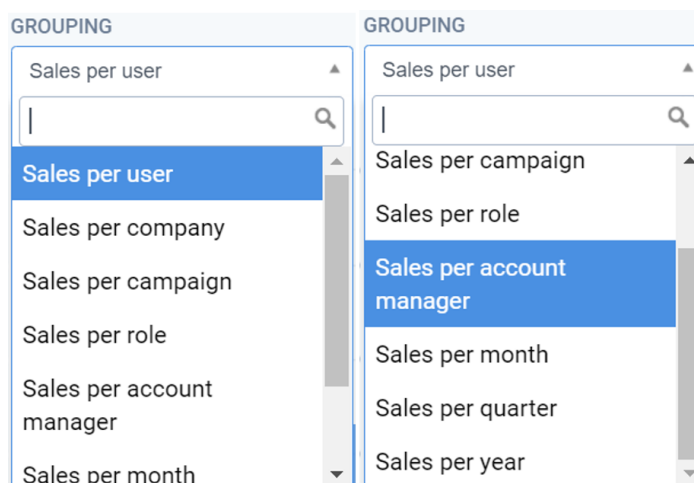 GROUPING
Sales per user
Sales per user
Sales per company
Sales per campaign
Sales per role
Sales per account
manager
Sales per month
GROUPING
Sales per user
Sales per campaign
Sales per role
Sales per account
manager
Sales per month
Sales per quarter
Sales per year